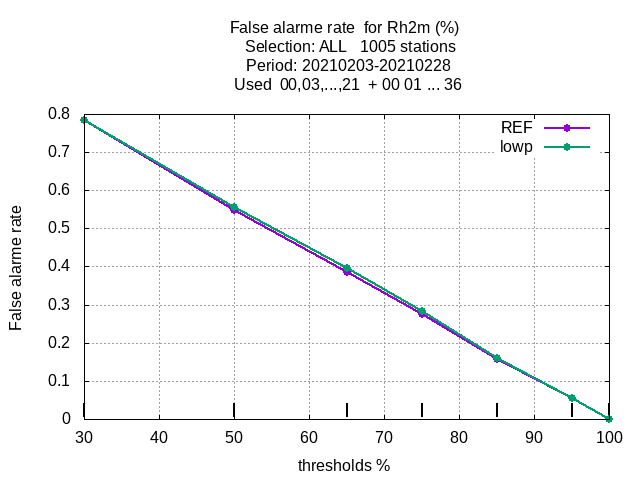 False alarme rate  for Rh2m (%)
Selection: ALL   1005 stations
Period: 20210203-20210228
Used  00,03,...,21  + 00 01 ... 36
REF
lowp
0.8
0.7
0.6
0.5
0.4
0.3
0.2
0.1
0
False alarme rate
30 40 50 60 70 80 90 100
thresholds %